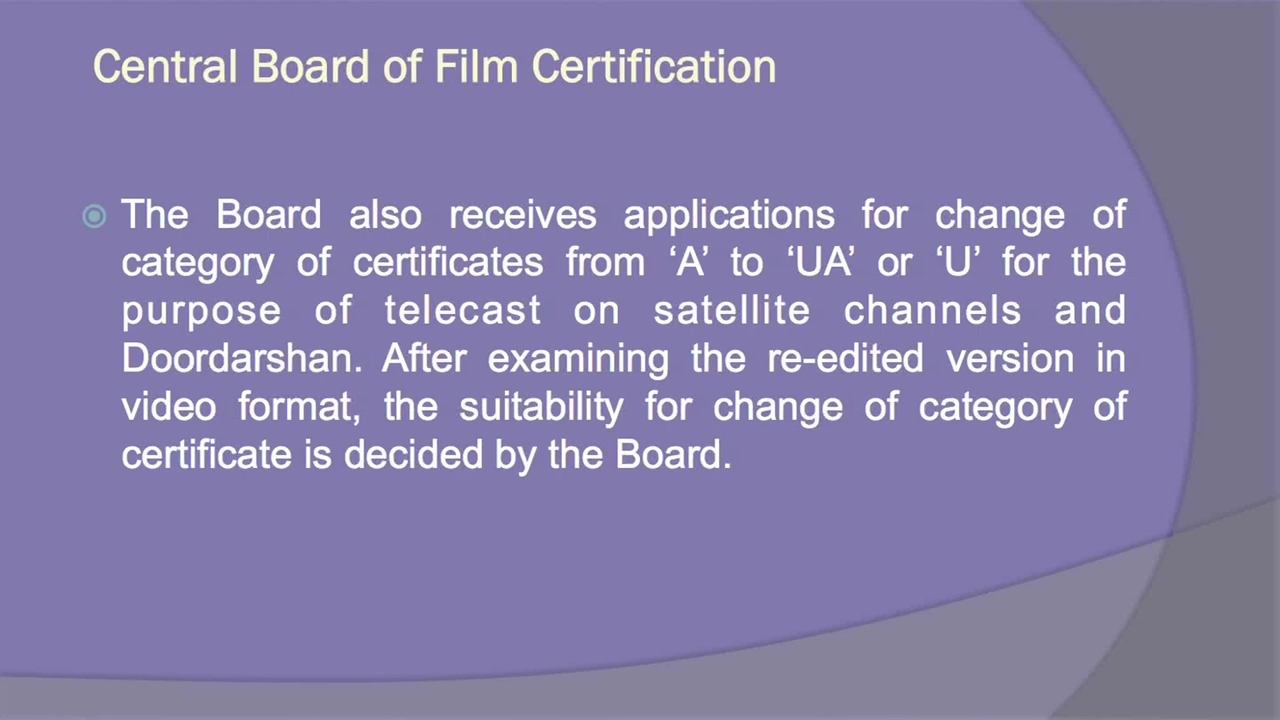 Central Board of Film Certification
The Board also receives applications for change of
category of certificates from ‘A’ to ‘UA’ or ‘U’ for the
purpose of telecast on satellite channels and
Doordarshan. After examining the re-edited version in
video format, the suitability for change of category of
certificate is decided by the Board.